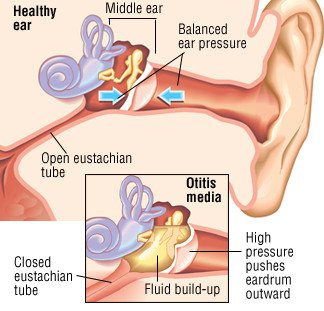 Healthy
ear
Middle ear
Balanced
ear pressure
Open eustachian
tube
Otitis
media
Closed
eustachian
tube
Fluid build-up
High
pressure
pushes
eardrum
outward